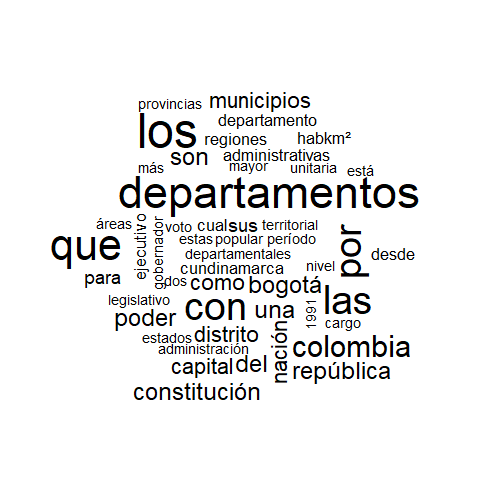 provincias municipios
departamento
los regiones habkm²
son administrativas
más mayor unitaria está
departamentos
áreas ejecutivo gobernador voto cual sus territorial
que estas popular período por desde
departamentales
para cundinamarca nivel
dos como bogotá las
legislativo con una 1991
poder cargo
estados distrito nación colombia
administración
capital del república
constitución